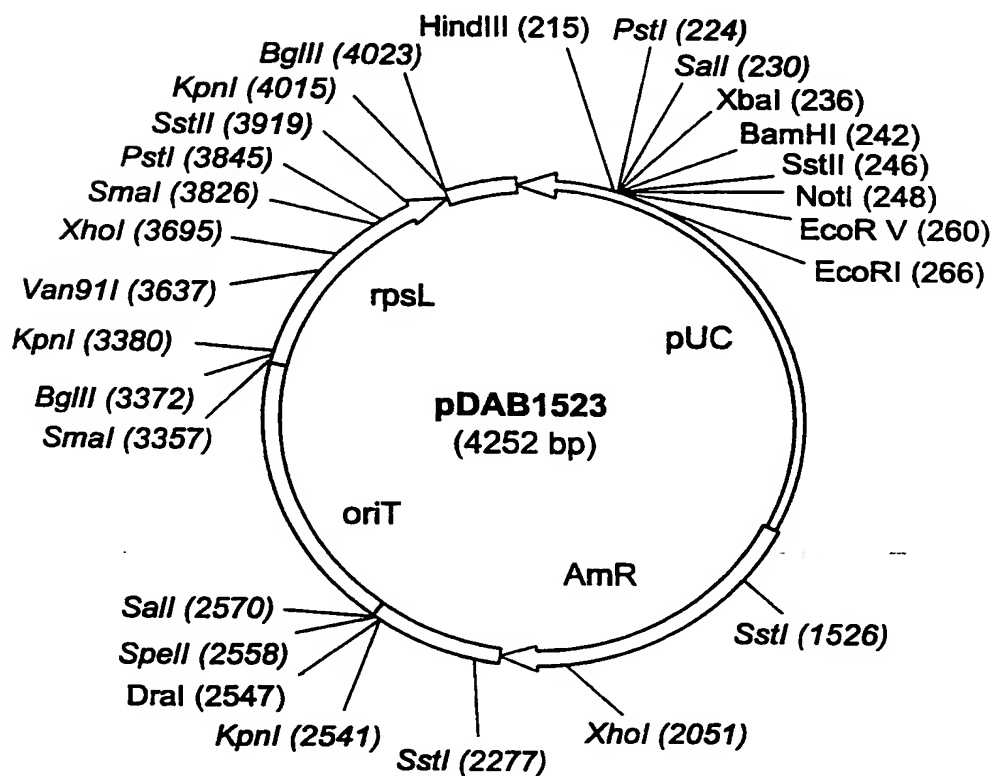 HindIII (215)
PstI (224)
SalI (230)
XbaI (236)
BamHI (242)
SstII (246)
NotI (248)
EcoR V (260)
EcoRI (266)
BglII (4023)
KpnI (4015)
SstII (3919)
PstI (3845)
SmaI (3826)
XhoI (3695)
Van91I (3637)
KpnI (3380)
BglII (3372)
SmaI (3357)
rpsL
pUC
pDAB1523
(4252 bp)
oriT
AmR
SalI (2570)
SpeII (2558)
DraI (2547)
KpnI (2541)
SstI (2277)
XhoI (2051)
SstI (1526)